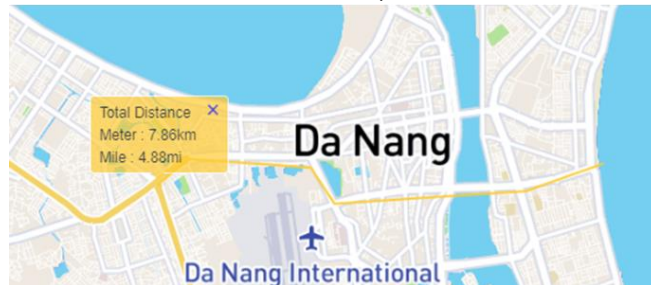 Total Distance ×
Meter : 7.86km
Mile : 4.88mi
Da Nang
Da Nang International